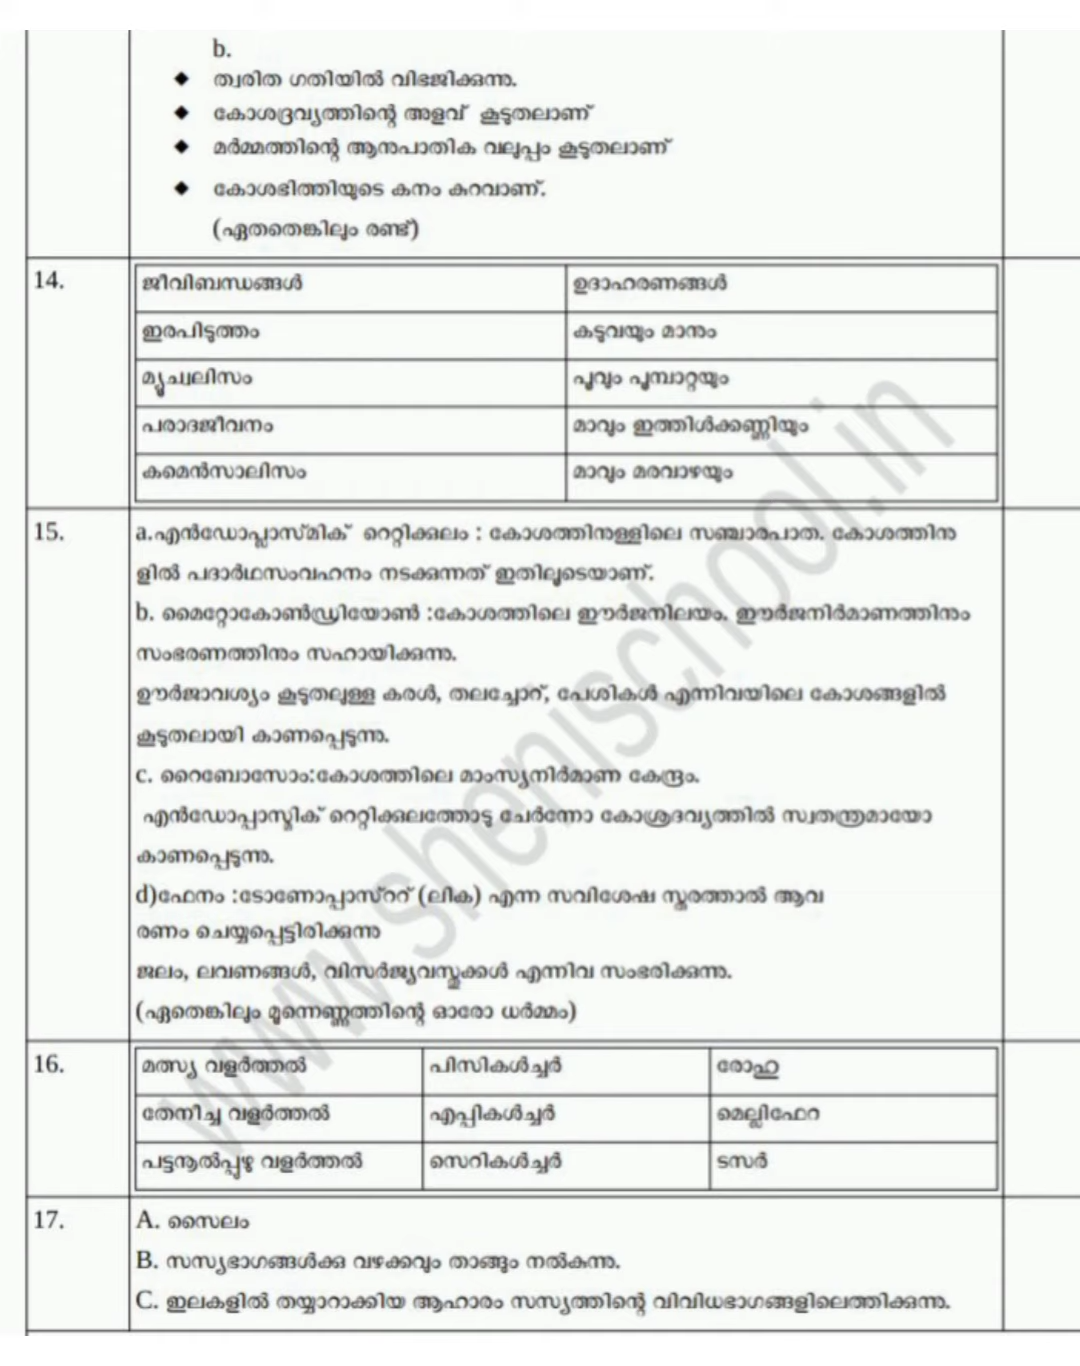 b.
◆ ത്വരിത ഗതിയിൽ വിഭജിക്കുന്നു.
◆ കോശദ്രവ്യത്തിന്റെ അളവ് കൂടുതലാണ്
◆ മർമ്മത്തിന്റെ ആനുപാതിക വലുപ്പം കൂടുതലാണ്
◆ കോശഭിത്തിയുടെ കനം കുറവാണ്.
(ഏതതെങ്കിലും രണ്ട്)
14.
ജീവിബന്ധങ്ങൾ ഉദാഹരണങ്ങൾ
ഇരപിടുത്തം കടുവയും മാനും
മ്യൂച്വലിസം പൂവും പൂമ്പാറ്റയും
പരാദജീവനം മാവും ഇത്തിൾക്കണ്ണിയും
കമെൻസാലിസം മാവും മരവാഴയും
15.
a.എൻഡോപ്ലാസ്മിക് റെറ്റിക്കുലം : കോശത്തിനുള്ളിലെ സഞ്ചാരപാത. കോശത്തിനു
ളിൽ പദാർഥസംവഹനം നടക്കുന്നത് ഇതിലൂടെയാണ്.
b. മൈറ്റോകോൺഡ്രിയോൺ :കോശത്തിലെ ഊർജനിലയം. ഊർജനിർമാണത്തിനും
സംഭരണത്തിനും സഹായിക്കുന്നു.
ഊർജാവശ്യം കൂടുതലുള്ള കരൾ, തലച്ചോറ്, പേശികൾ എന്നിവയിലെ കോശങ്ങളിൽ
കൂടുതലായി കാണപ്പെടുന്നു.
c. റൈബോസോം:കോശത്തിലെ മാംസ്യനിർമാണ കേന്ദ്രം.
എൻഡോപ്പാസ്മിക് റെറ്റിക്കുലത്തോടു ചേർന്നോ കോശ്രദവ്യത്തിൽ സ്വതന്ത്രമായോ
കാണപ്പെടുന്നു.
d)ഫേനം :ടോണോപ്പാസ്ററ് (ലിക) എന്ന സവിശേഷ സ്തരത്താൽ ആവ
രണം ചെയ്യപ്പെട്ടിരിക്കുന്നു
ജലം, ലവണങ്ങൾ, വിസർജ്യവസ്തുക്കൾ എന്നിവ സംഭരിക്കുന്നു.
(ഏതെങ്കിലും മൂന്നെണ്ണത്തിന്റെ ഓരോ ധർമ്മം)
16.
മത്സ്യ വളർത്തൽ പിസികൾച്ചർ രോഹു
തേനീച്ച വളർത്തൽ എപ്പികൾച്ചർ മെല്ലിഫേറ
പട്ടുനൂൽപ്പുഴു വളർത്തൽ സെറികൾച്ചർ ടസർ
17.
A. സൈലം
B. സസ്യഭാഗങ്ങൾക്കു വഴക്കവും താങ്ങും നൽകുന്നു.
C. ഇലകളിൽ തയ്യാറാക്കിയ ആഹാരം സസ്യത്തിന്റെ വിവിധഭാഗങ്ങളിലെത്തിക്കുന്നു.
www.shenischool.in